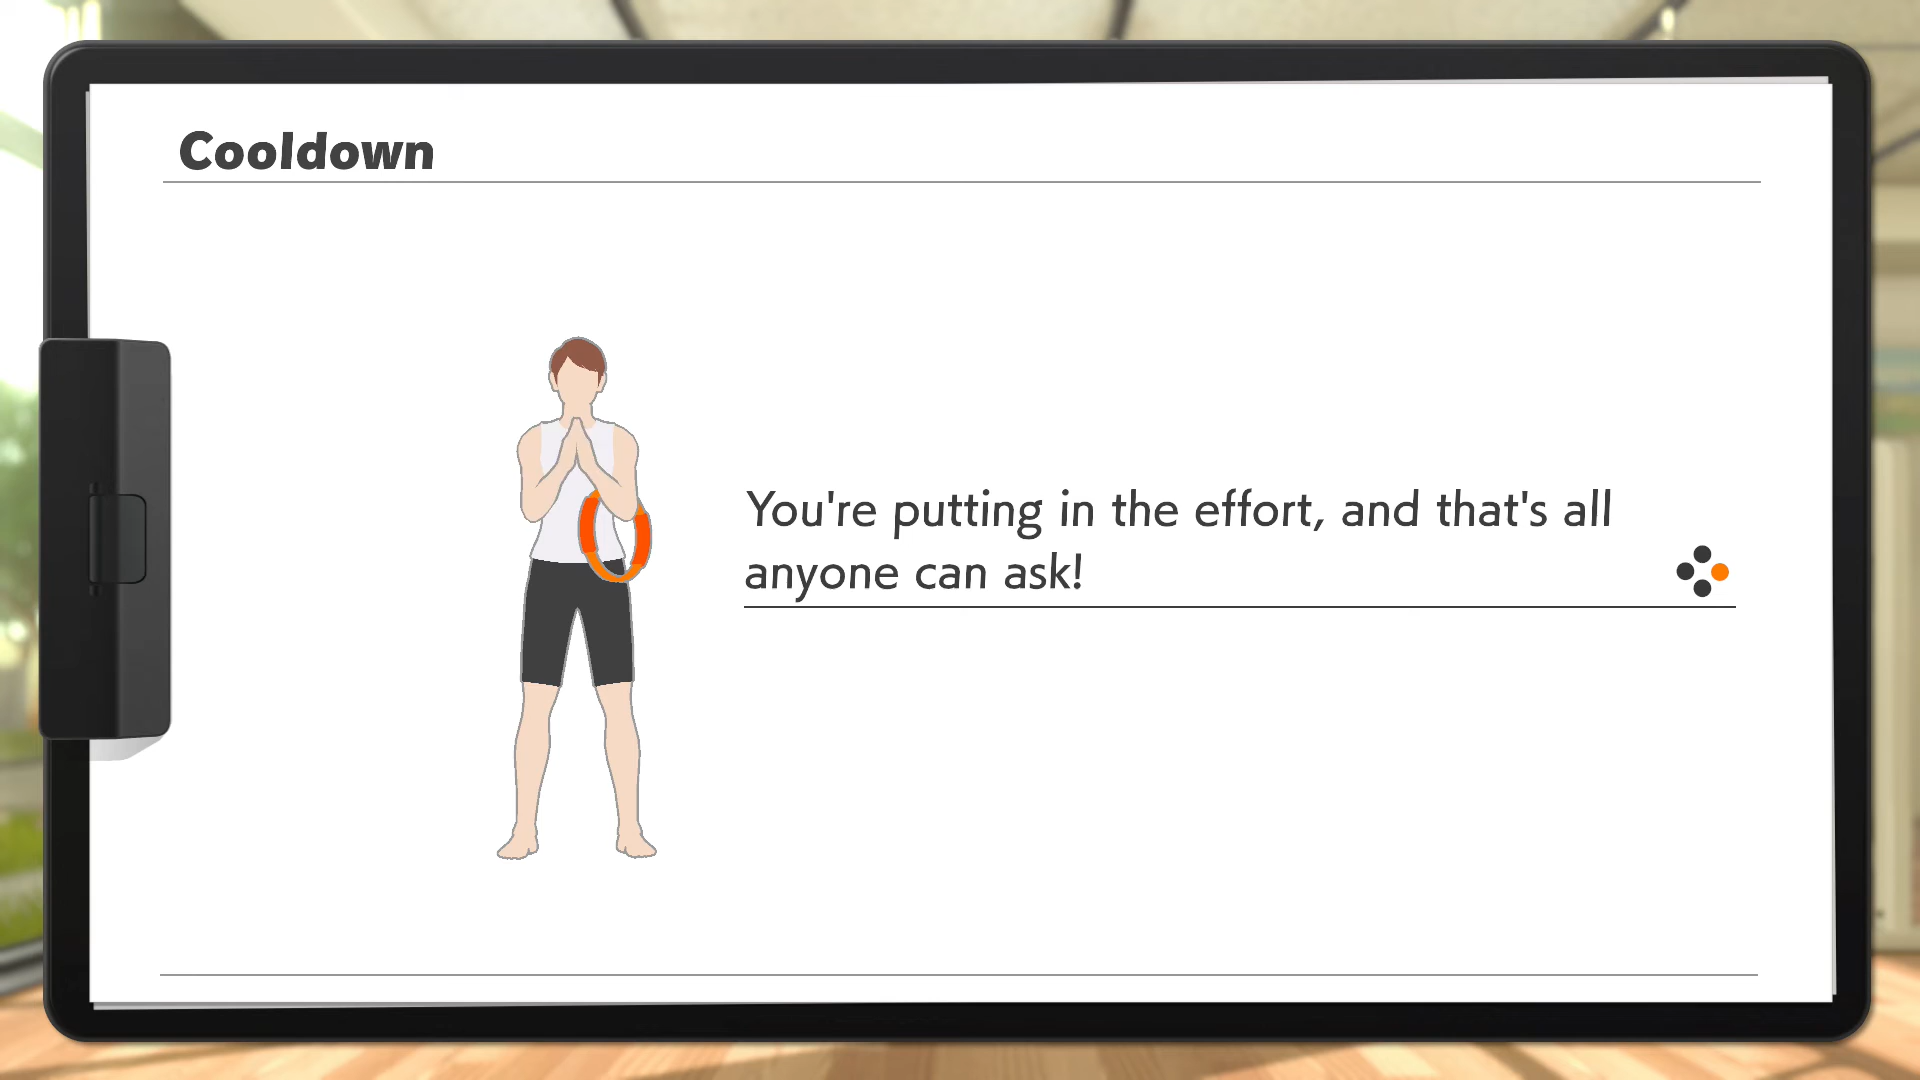 Cooldown
You're putting in the effort, and that's all
anyone can ask!